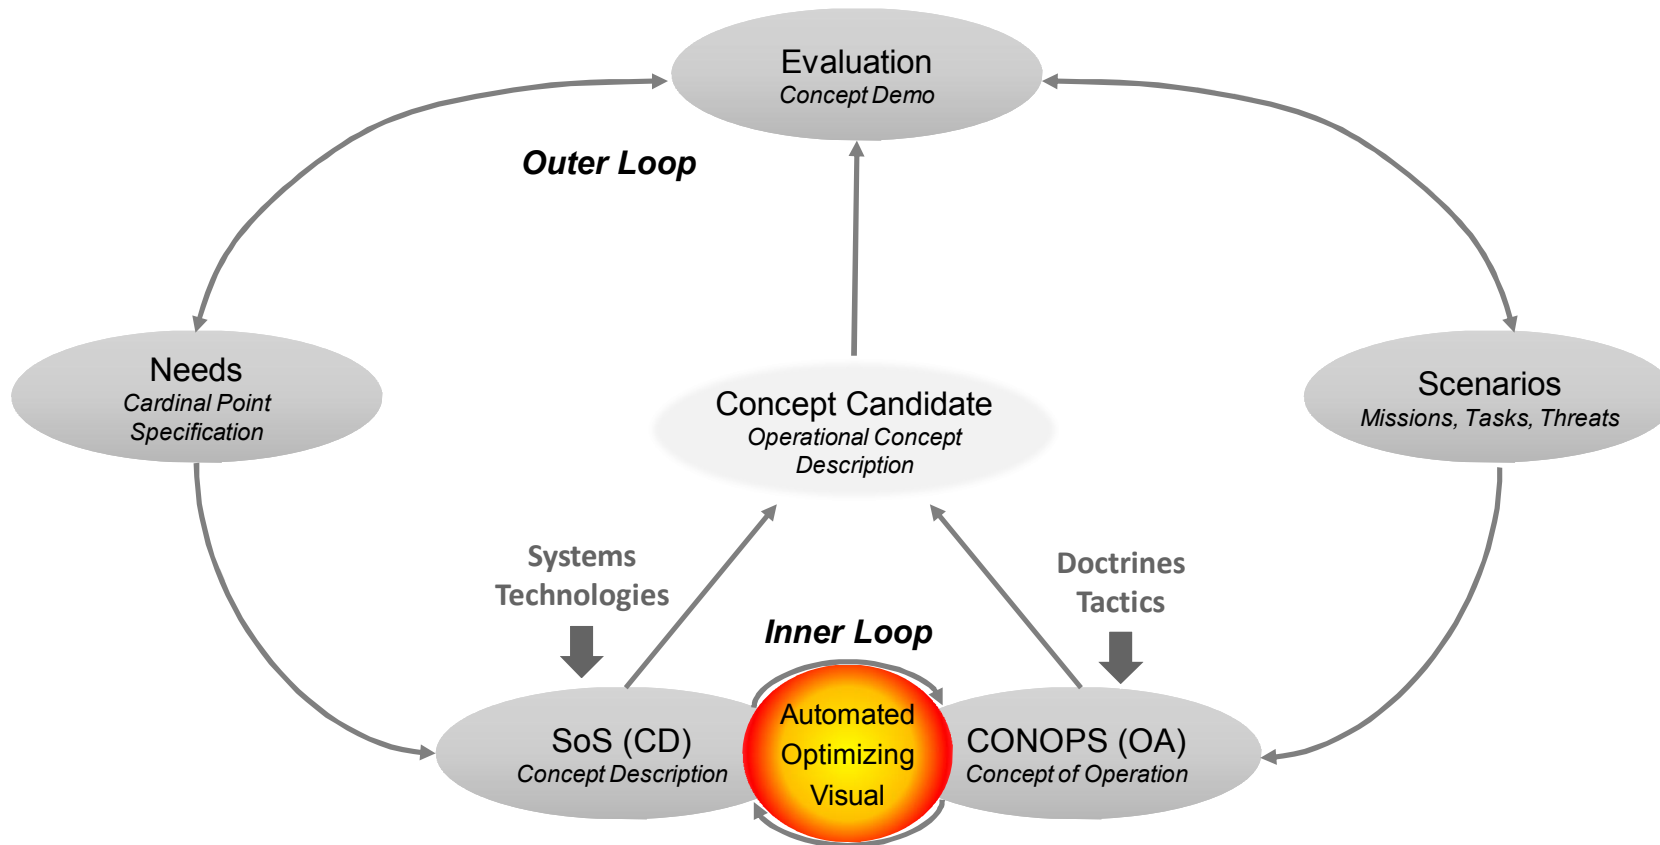 Evaluation
Concept Demo
Outer Loop
Needs
Cardinal Point
Specification
Concept Candidate
Operational Concept
Description
Scenarios
Missions, Tasks, Threats
Systems
Technologies
Doctrines
Tactics
Inner Loop
SoS (CD)
Concept Description
Automated
Optimizing
Visual
CONOPS (OA)
Concept of Operation